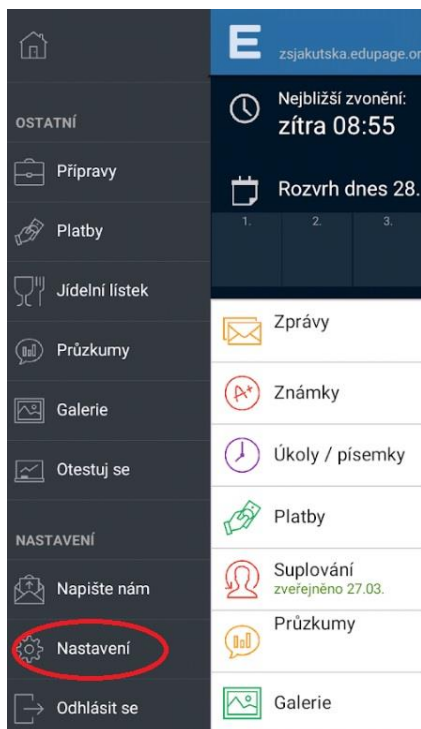 OSTATNÍ
Přípravy
Platby
Jídelní lístek
Průzkumy
Galerie
Otestuj se
NASTAVENÍ
Napište nám
Nastavení
Odhlásit se
E
zsjakutska.edupage.or
Nejbližší zvonění:
zítra 08:55
Rozvrh dnes 28.
1. 2. 3.
Zprávy
A+
Známky
Úkoly / písemky
Platby
Suplování
zveřejněno 27.03.
Průzkumy
Galerie